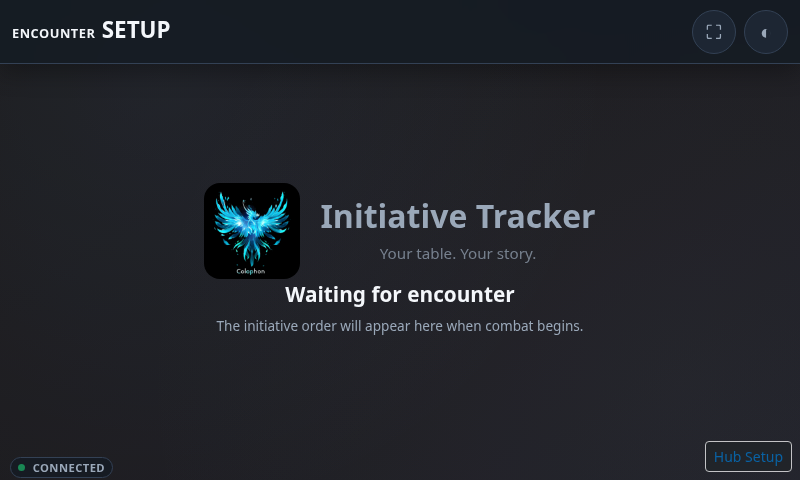 ENCOUNTER SETUP
Colophon
Initiative Tracker
Your table. Your story.
Waiting for encounter
The initiative order will appear here when combat begins.
CONNECTED
Hub Setup